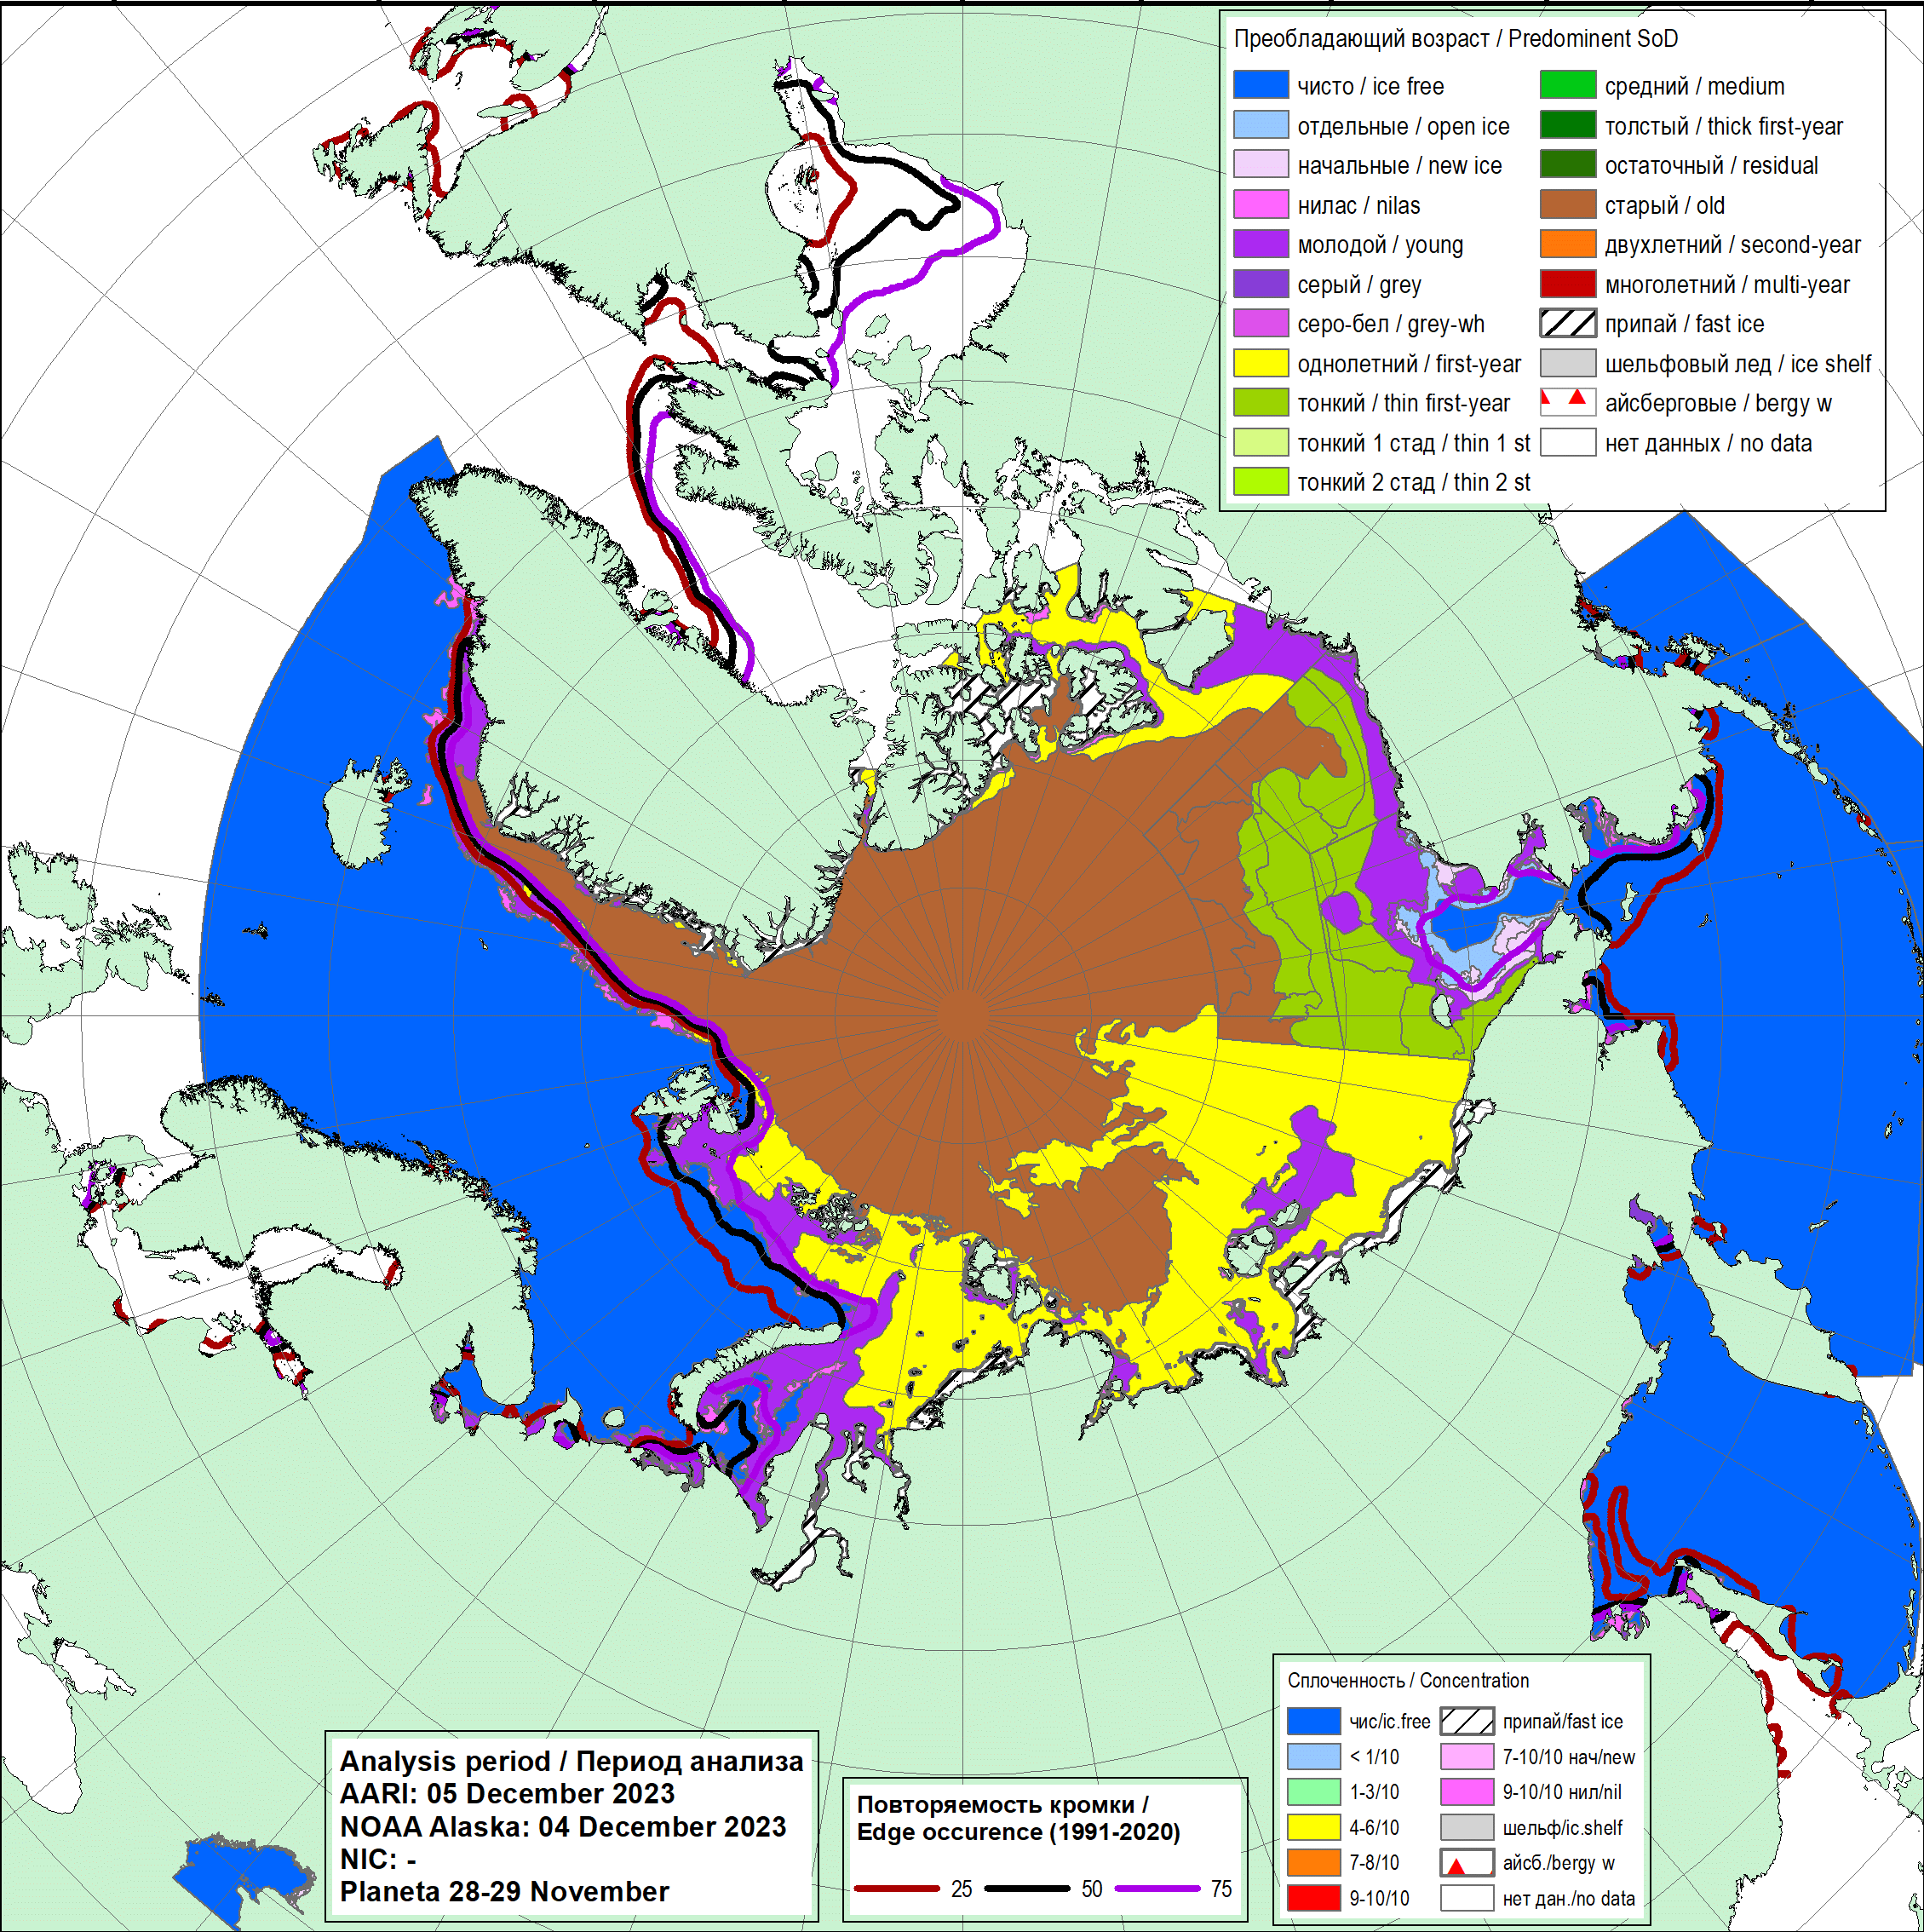 Преобладающий возраст / Predominent SoD
чисто / ice free
отдельные / open ice
начальные / new ice
нилас / nilas
молодой / young
серый / grey
серо-бел / grey-wh
однолетний / first-year
тонкий / thin first-year
тонкий 1 стад / thin 1 st
тонкий 2 стад / thin 2 st
средний / medium
толстый / thick first-year
остаточный / residual
старый / old
двухлетний / second-year
многолетний / multi-year
припай / fast ice
шельфовый лед / ice shelf
айсберговые / bergy w
нет данных / no data
Сплоченность / Concentration
чис/ic.free
< 1/10
1-3/10
4-6/10
7-8/10
9-10/10
припай/fast ice
7-10/10 нач/new
9-10/10 нил/nil
шельф/ic.shelf
айсб./bergy w
нет дан./no data
Analysis period / Период анализа
AARI: 05 December 2023
NOAA Alaska: 04 December 2023
NIC: -
Planeta 28-29 November
Повторяемость кромки /
Edge occurence (1991-2020)
25 50 75